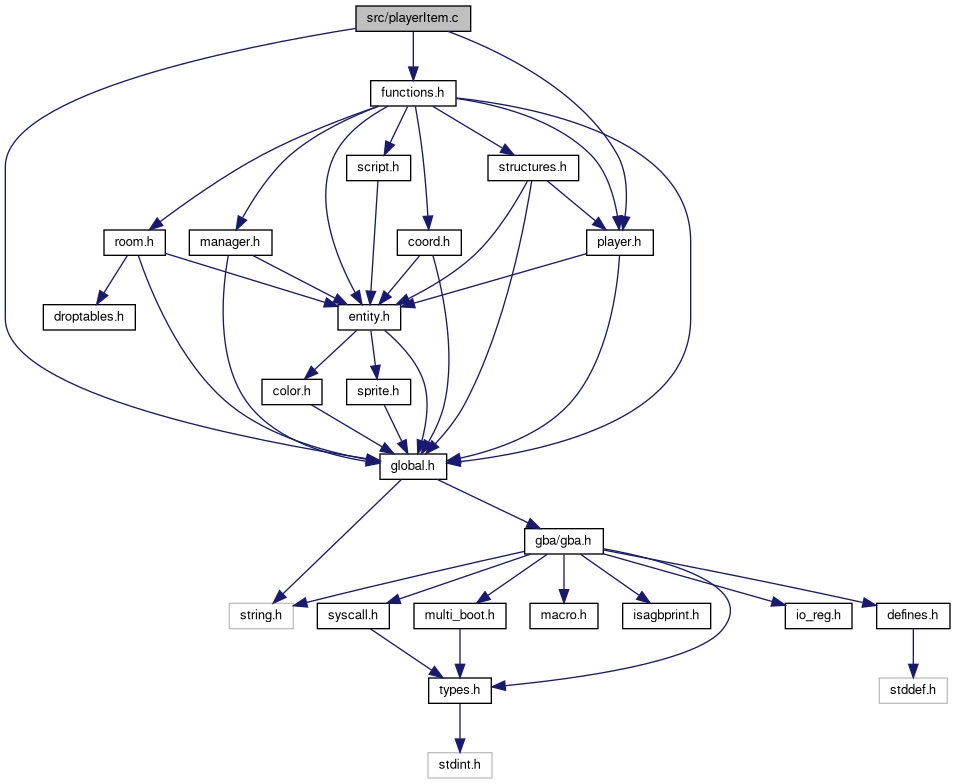 src/playerItem.c
functions.h
script.h
structures.h
room.h
manager.h
coord.h
player.h
droptables.h
entity.h
color.h
sprite.h
global.h
gba/gba.h
string.h
syscall.h
multi_boot.h
macro.h
isagbprint.h
io_reg.h
defines.h
types.h
stddef.h
stdint.h